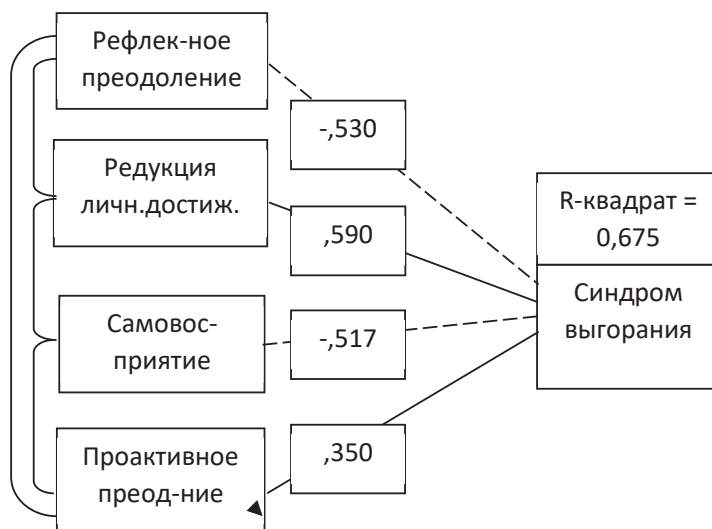 Рефлек-ное
преодоление
-,530
Редукция
личн.достиж.
,590
R-квадрат =
0,675
Синдром
выгорания
Самовос-
приятие
-,517
Проактивное
преод-ние
,350